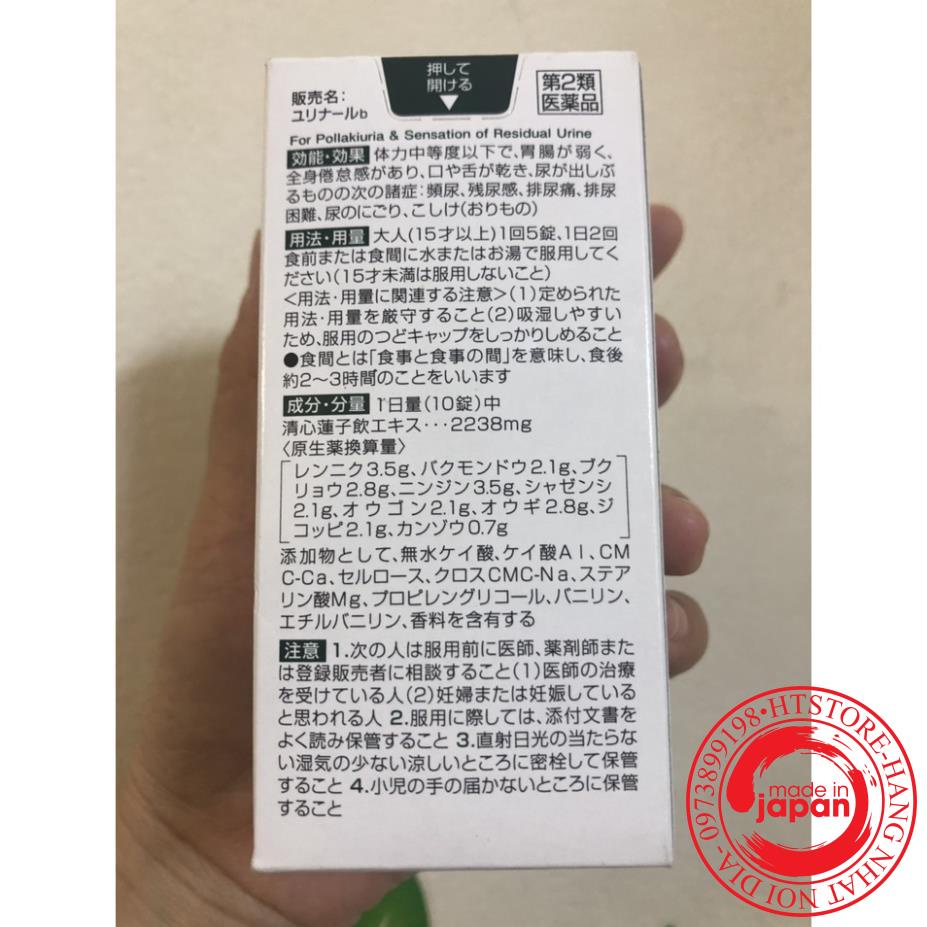 押して
開ける
第2類
医薬品
販売名:
ユリナールb
For Pollakiuria & Sensation of Residual Urine
効能・効果 体力中等度以下で、胃腸が弱く、
全身倦怠感があり、口や舌が乾き、尿が出しぶ
るものの次の諸症:頻尿、残尿感、排尿痛、排尿
困難、尿のにごり、こしけ(おりもの)
用法・用量 大人(15才以上)1回5錠、1日2回
食前または食間に水またはお湯で服用してく
ださい(15才未満は服用しないこと)
<用法・用量に関連する注意>(1)定められた
用法・用量を厳守すること(2)吸湿しやすい
ため、服用のつどキャップをしっかりしめること
●食間とは「食事と食事の間」を意味し、食後
約2〜3時間のことをいいます
成分・分量 1日量(10錠)中
清心蓮子飲エキス・・・2238mg
〈原生薬換算量〉
レンニク3.5g、バクモンドウ2.1g、ブク
リョウ2.8g、ニンジン3.5g、シャゼンシ
2.1g、オウゴン2.1g、オウギ2.8g、ジ
コッピ2.1g、カンゾウ0.7g
添加物として、無水ケイ酸、ケイ酸Al、CM
C-Ca、セルロース、クロスCMC-Na、ステア
リン酸Mg、プロピレングリコール、バニリン、
エチルバニリン、香料を含有する
注意 1.次の人は服用前に医師、薬剤師また
は登録販売者に相談すること(1)医師の治療
を受けている人(2)妊婦または妊娠している
と思われる人 2.服用に際しては、添付文書を
よく読み保管すること 3.直射日光の当たらな
い湿気の少ない涼しいところに密栓して保管
すること 4.小児の手の届かないところに保管
すること
0973899198•HTSTORE-HANG NHAT NOI DIA-
made in
japan